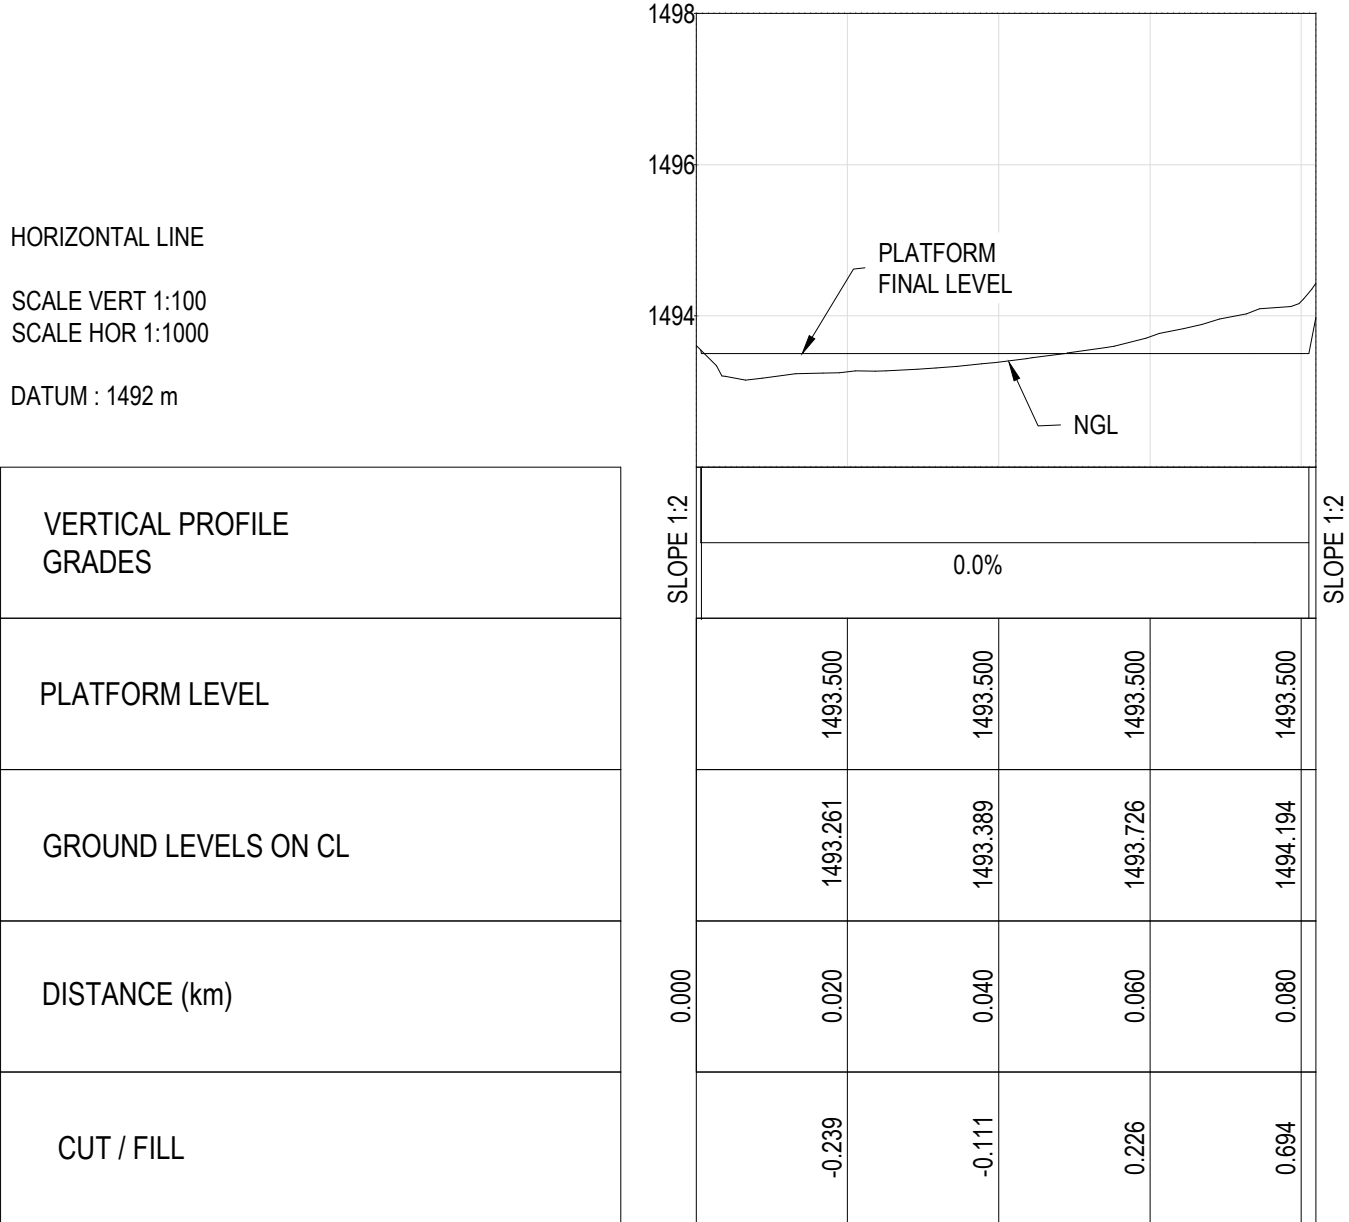 1498
1496
HORIZONTAL LINE
PLATFORM
FINAL LEVEL
SCALE VERT 1:100
SCALE HOR 1:1000
1494
DATUM : 1492 m
NGL
VERTICAL PROFILE
GRADES
SLOPE 1:2
0.0%
SLOPE 1:2
PLATFORM LEVEL
1493.500
1493.500
1493.500
1493.500
GROUND LEVELS ON CL
1493.261
1493.389
1493.726
1494.194
DISTANCE (km)
0.000
0.020
0.040
0.060
0.080
CUT / FILL
-0.239
-0.111
0.226
0.694